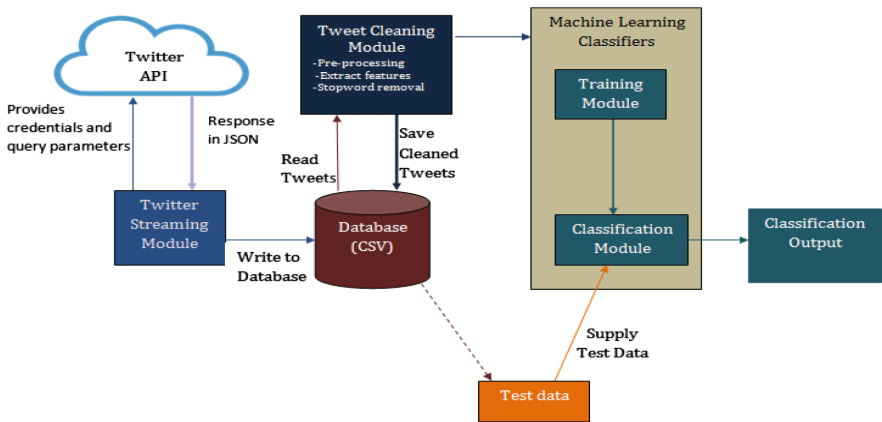 Twitter
API
Provides
credentials and
query parameters
Response
in JSON
Twitter
Streaming
Module
Write to
Database
Tweet Cleaning
Module
-Pre-processing
-Extract features
-Stopword removal
Read
Tweets
Save
Cleaned
Tweets
Database
(CSV)
Machine Learning
Classifiers
Training
Module
Classification
Module
Classification
Output
Supply
Test Data
Test data